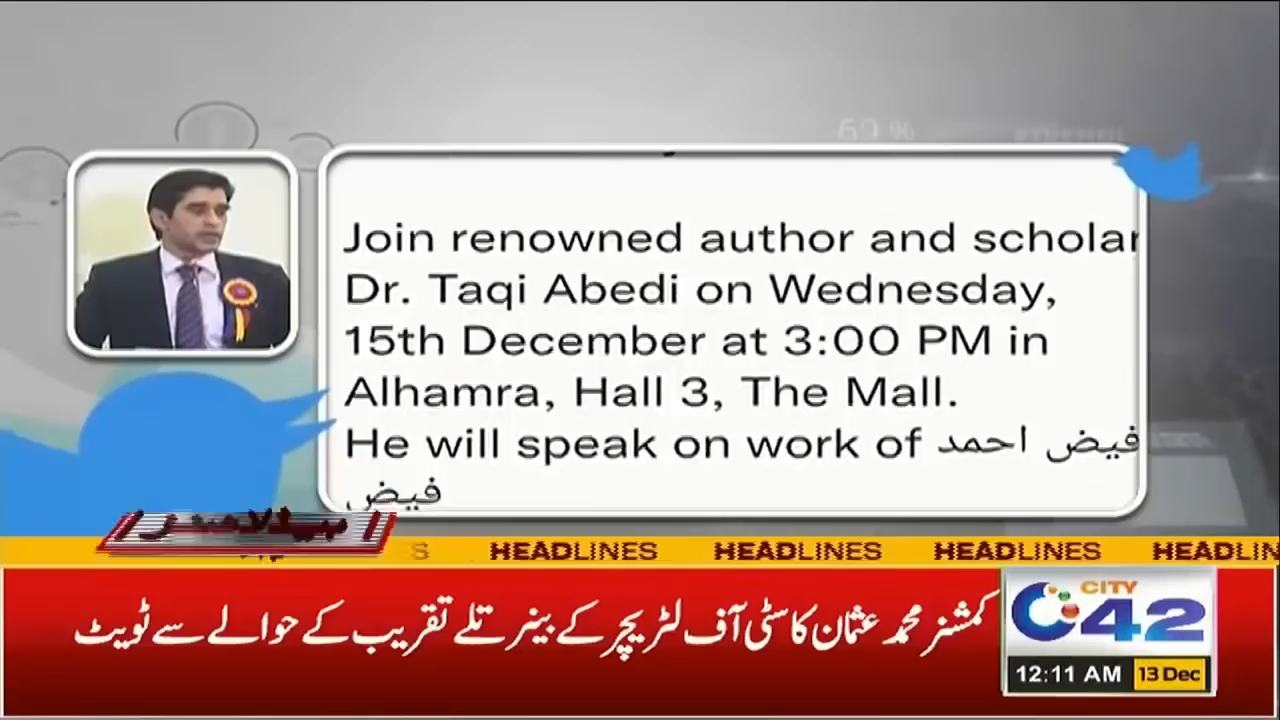 Join renowned author and scholar
Dr. Taqi Abedi on Wednesday,
15th December at 3:00 PM in
Alhamra, Hall 3, The Mall.
He will speak on work of فیض احمد
فیض
ہیڈلائنز
HEADLINES HEADLINES HEADLINES HEADLIN
کمشنر محمد عثمان کا سٹی آف لٹریچر کے بینر تلے تقریب کے حوالے سے ٹویٹ
CITY
42
12:11 AM 13 Dec